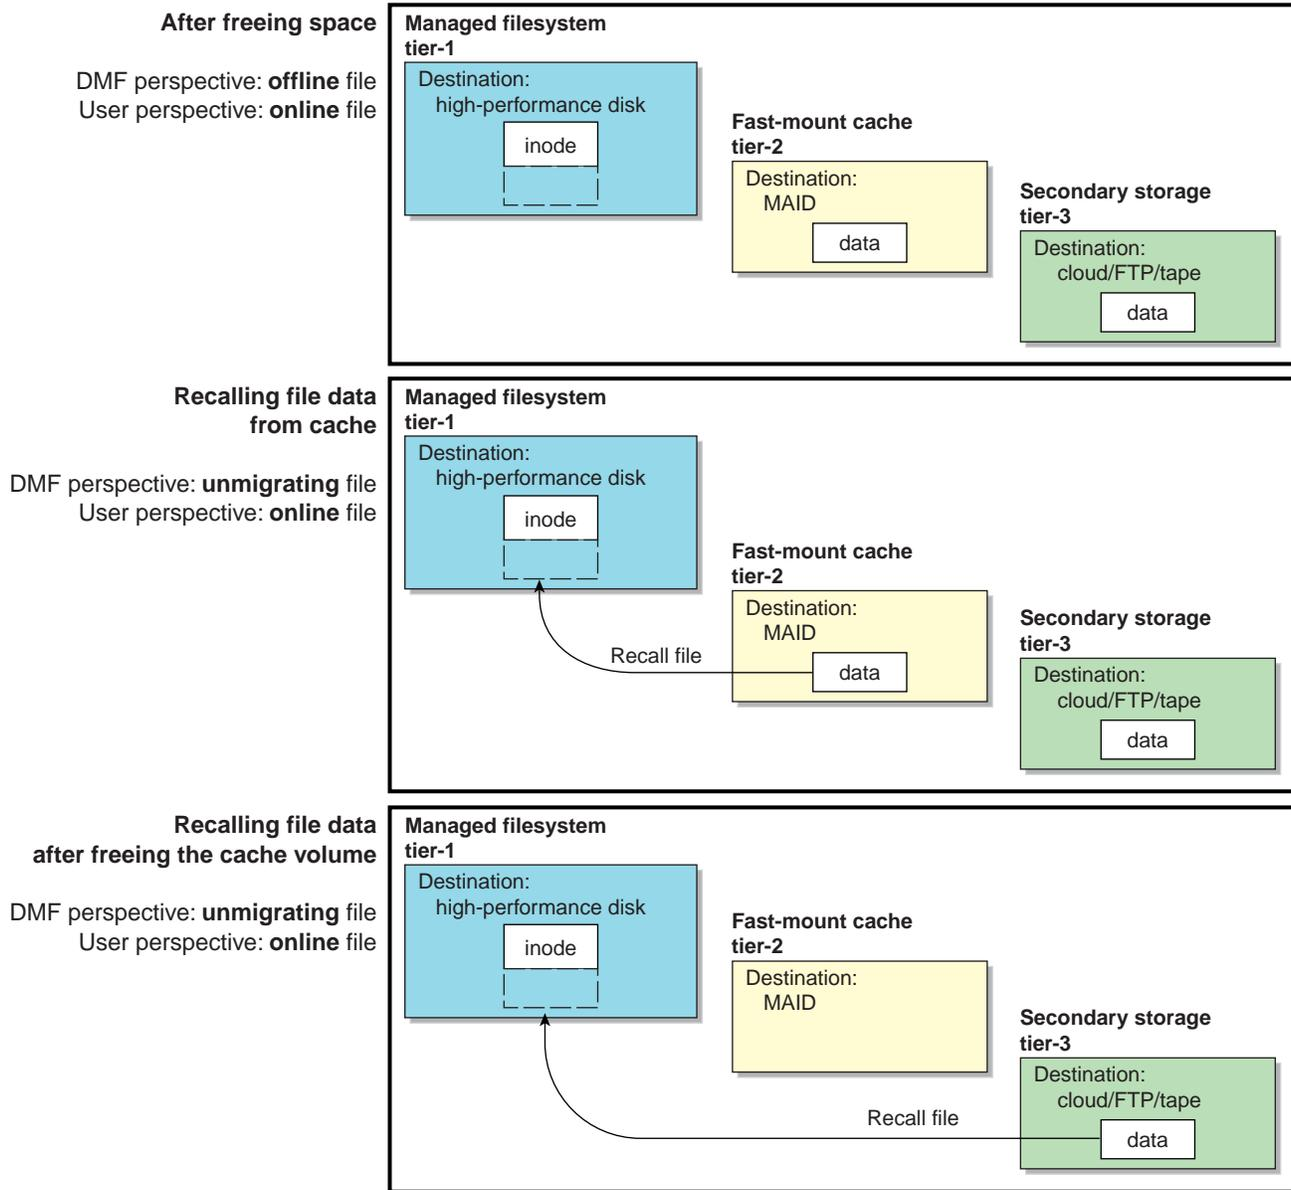 After freeing space
DMF perspective: offline file
User perspective: online file
Managed filesystem
tier-1
Destination:
high-performance disk
inode
Fast-mount cache
tier-2
Destination:
MAID
data
Secondary storage
tier-3
Destination:
cloud/FTP/tape
data
Recalling file data
from cache
DMF perspective: unmigrating file
User perspective: online file
Managed filesystem
tier-1
Destination:
high-performance disk
inode
Fast-mount cache
tier-2
Destination:
MAID
data
Recall file
Secondary storage
tier-3
Destination:
cloud/FTP/tape
data
Recalling file data
after freeing the cache volume
DMF perspective: unmigrating file
User perspective: online file
Managed filesystem
tier-1
Destination:
high-performance disk
inode
Fast-mount cache
tier-2
Destination:
MAID
Secondary storage
tier-3
Destination:
cloud/FTP/tape
data
Recall file